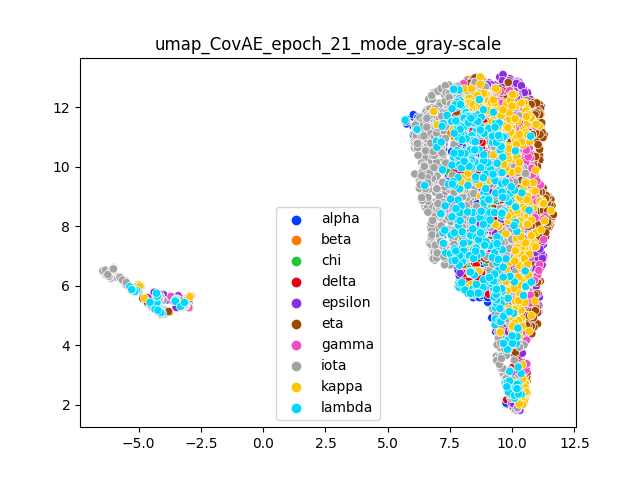 umap_CovAE_epoch_21_mode_gray-scale
12
10
8
6
4
2
alpha
beta
chi
delta
epsilon
eta
gamma
iota
kappa
lambda
−5.0 −2.5 0.0 2.5 5.0 7.5 10.0 12.5